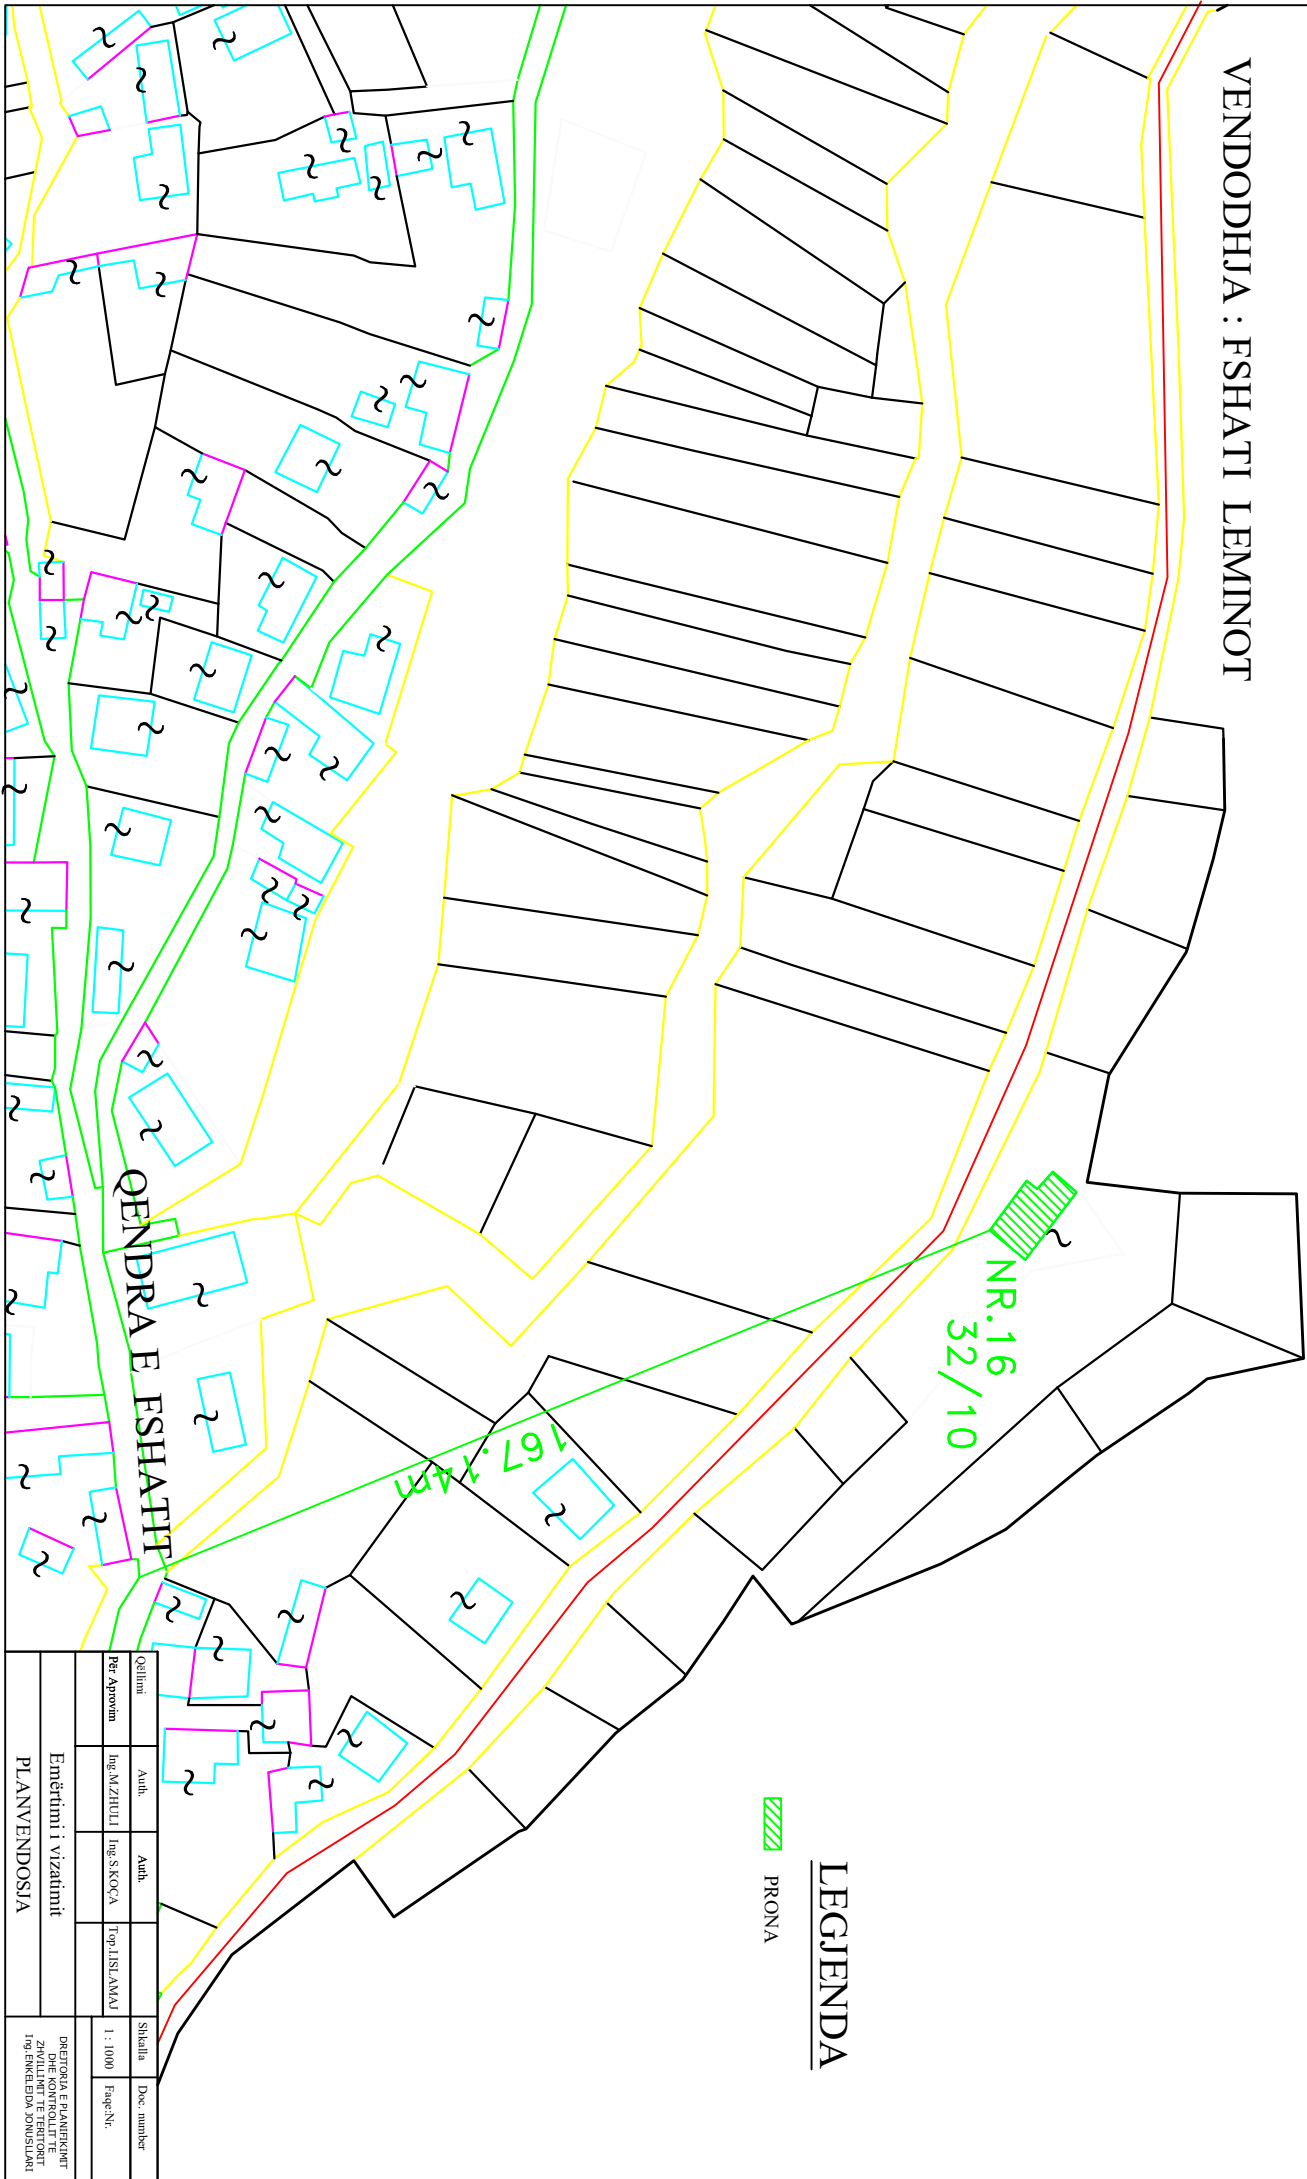 VENDODHJA : FSHATI LEMINOT
NR.16
32//10
167.14m
QENDRA E FSHATIT
LEGJENDA
PRONA
Qëllimi
Auth.
Auth.
Shkalla
Doc. number
Për Aprovim
Ing.M.ZHULI
Ing.S.KOÇA
Top.I.ISLAMAJ
1 : 1000
Faqe:Nr.
Emërtimi i vizatimit
PLANVENDOSJA
DREJTORIA E PLANIFIKIMIT
DHE KONTROLLIT TE
ZHVILLIMIT TE TERITORIT
Ing.ENKELEJDA JONUSLLARI